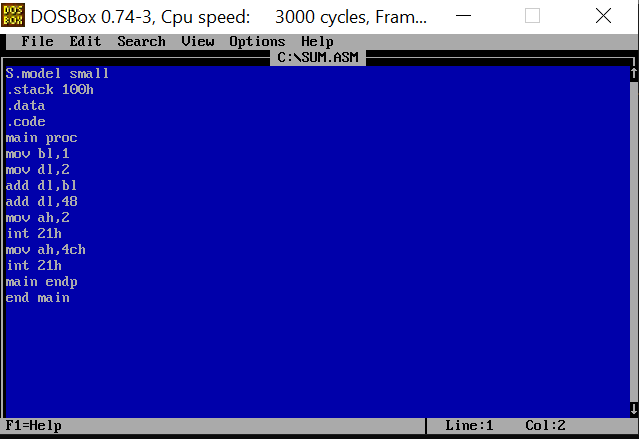 DOSBox 0.74-3, Cpu speed: 3000 cycles, Fram...
File Edit Search View Options Help
C:\SUM.ASM
S.model small
.stack 100h
.data
.code
main proc
mov bl,1
mov dl,2
add dl,bl
add dl,48
mov ah,2
int 21h
mov ah,4ch
int 21h
main endp
end main
F1=Help Line:1 Col:2